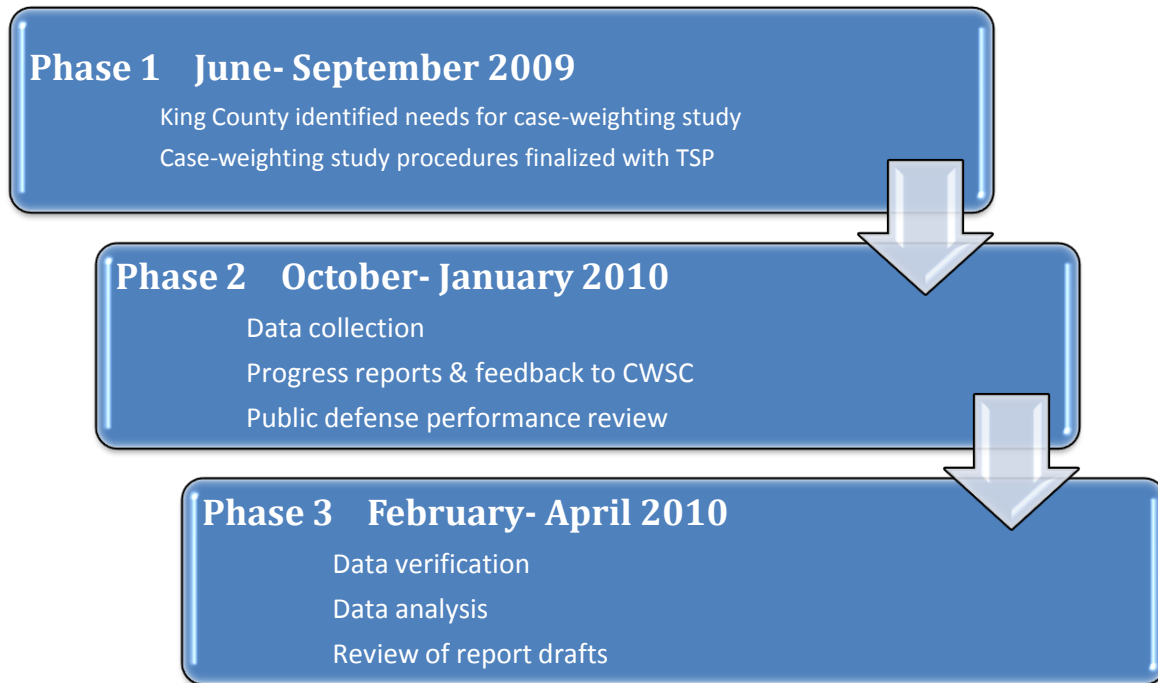 Phase 1 June- September 2009
King County identified needs for case-weighting study
Case-weighting study procedures finalized with TSP
Phase 2 October- January 2010
Data collection
Progress reports & feedback to CWSC
Public defense performance review
Phase 3 February- April 2010
Data verification
Data analysis
Review of report drafts